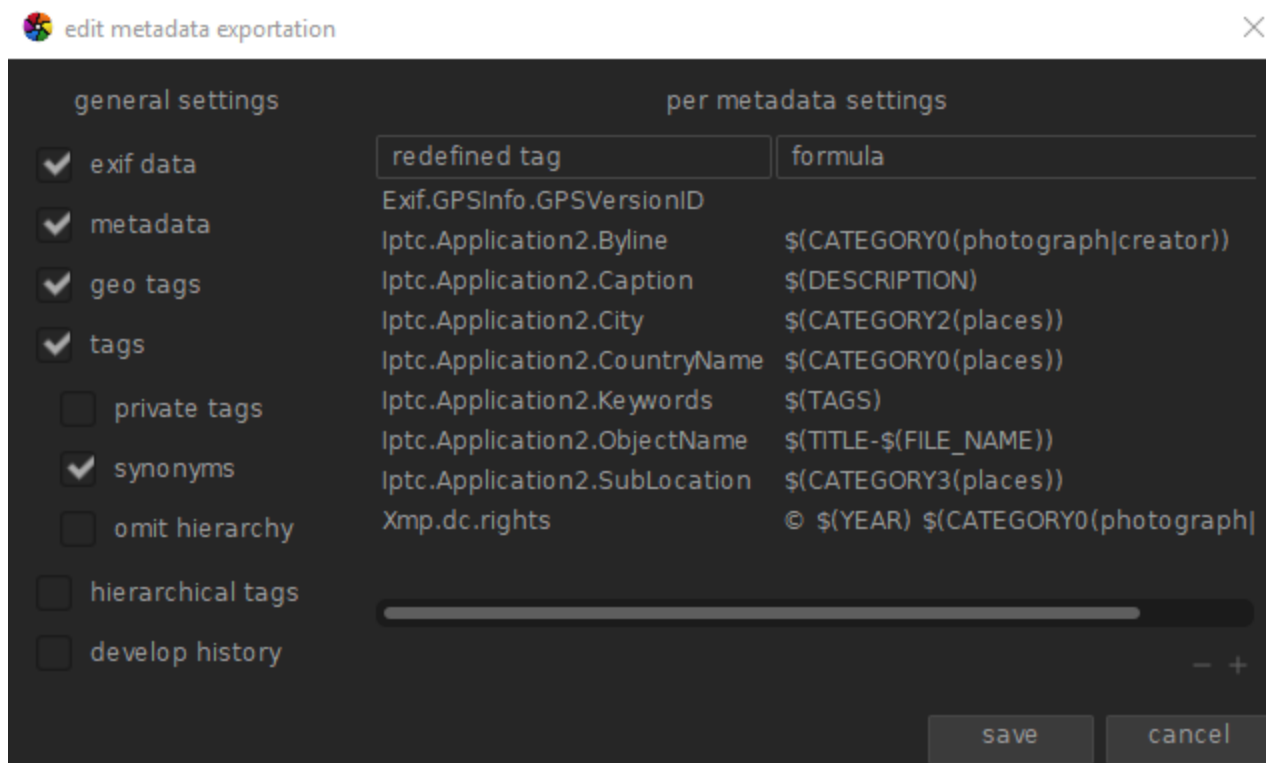 edit metadata exportation
general settings
per metadata settings
exif data
metadata
geo tags
tags
private tags
synonyms
omit hierarchy
hierarchical tags
develop history
redefined tag formula
Exif.GPSInfo.GPSVersionID
Iptc.Application2.Byline $(CATEGORY0(photograph|creator))
Iptc.Application2.Caption $(DESCRIPTION)
Iptc.Application2.City $(CATEGORY2(places))
Iptc.Application2.CountryName $(CATEGORY0(places))
Iptc.Application2.Keywords $(TAGS)
Iptc.Application2.ObjectName $(TITLE-$(FILE_NAME))
Iptc.Application2.SubLocation $(CATEGORY3(places))
Xmp.dc.rights © $(YEAR) $(CATEGORY0(photograph|
save cancel